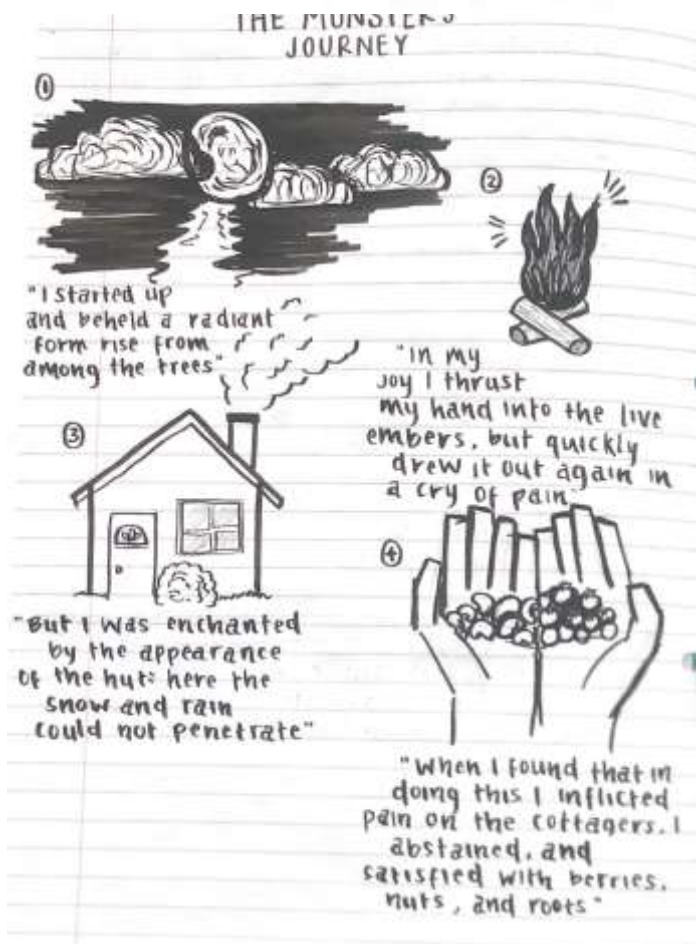 THE MONSTER'S
JOURNEY
①
"I started up
and beheld a radiant
form rise from
among the trees"
②
"In my
joy I thrust
my hand into the live
embers, but quickly
drew it out again in
a cry of pain"
③
"But I was enchanted
by the appearance
of the hut: here the
snow and rain
could not penetrate"
④
"When I found that in
doing this I inflicted
pain on the cottagers, I
abstained, and
satisfied with berries,
nuts, and roots"